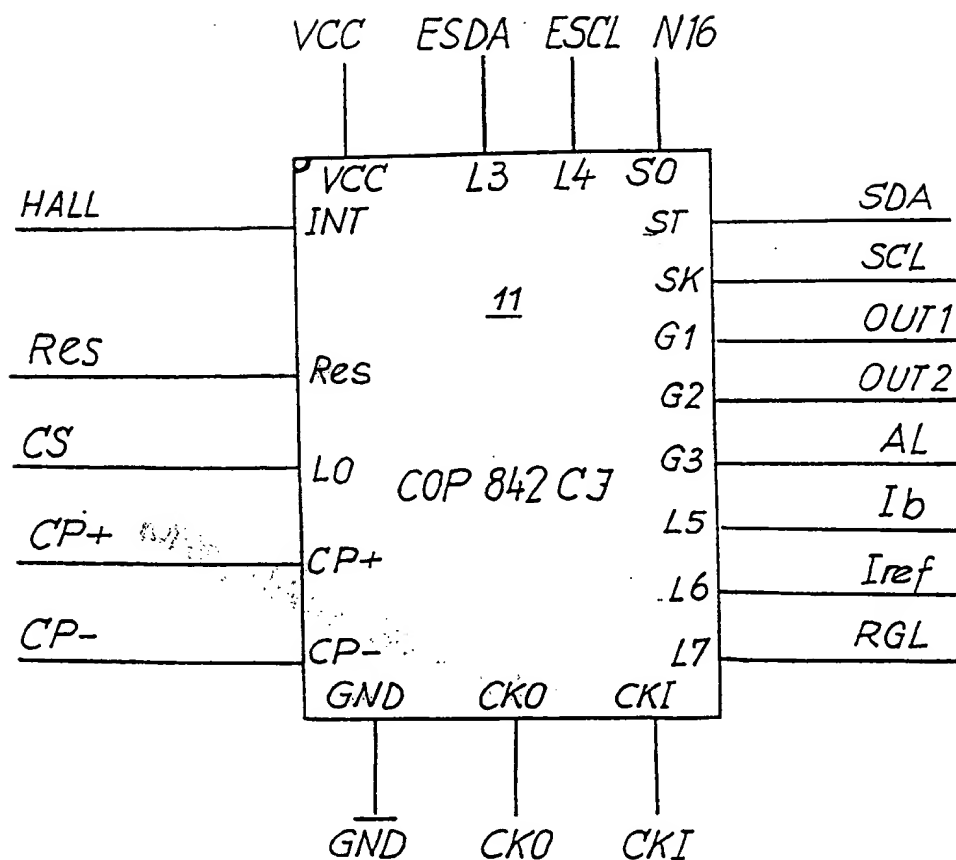 VCC ESDA ESCL N16
VCC L3 L4 SO
HALL INT ST SDA
SK SCL
11
G1 OUT1
Res Res
G2 OUT2
CS LO G3 AL
COP 842 CJ
L5 Ib
CP+ CP+
L6 Iref
CP- CP- L7 RGL
GND CKO CKI
GND CKO CKI